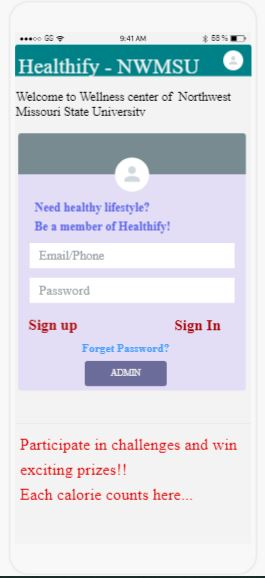 GS 9:41 AM 58%
Healthify - NWMSU
Welcome to Wellness center of Northwest
Missouri State University
Need healthy lifestyle?
Be a member of Healthify!
Email/Phone
Password
Sign up Sign In
Forget Password?
ADMIN
Participate in challenges and win
exciting prizes!!
Each calorie counts here...